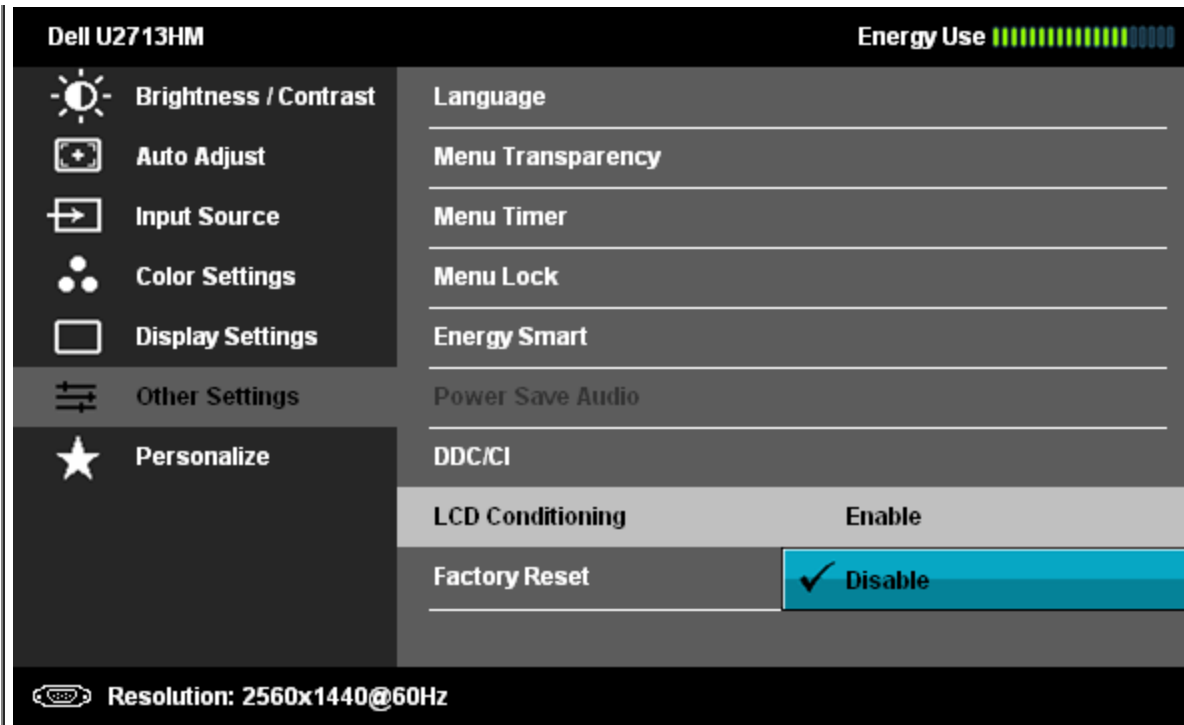 Dell U2713HM Energy Use
Brightness / Contrast Language
Auto Adjust Menu Transparency
Input Source Menu Timer
Color Settings Menu Lock
Display Settings Energy Smart
Other Settings Power Save Audio
Personalize DDC/CI
LCD Conditioning Enable
Factory Reset Disable
Resolution: 2560x1440@60Hz